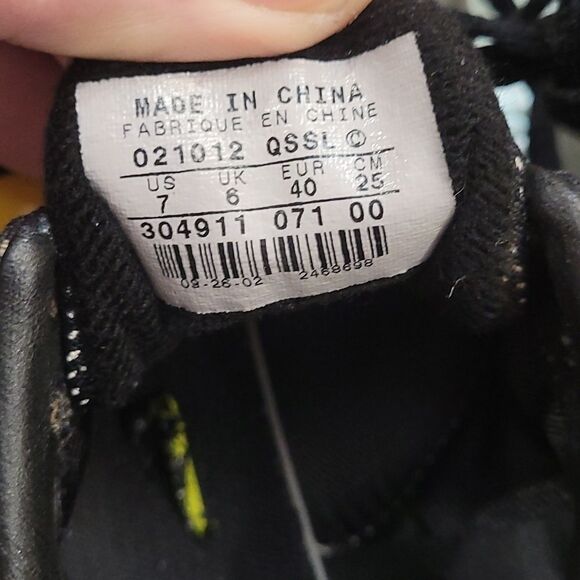 MADE IN CHINA
FABRIQUE EN CHINE
021012 QSSL ©
US UK EUR CM
7 6 40 25
304911 071 00
09-26-02 2469698